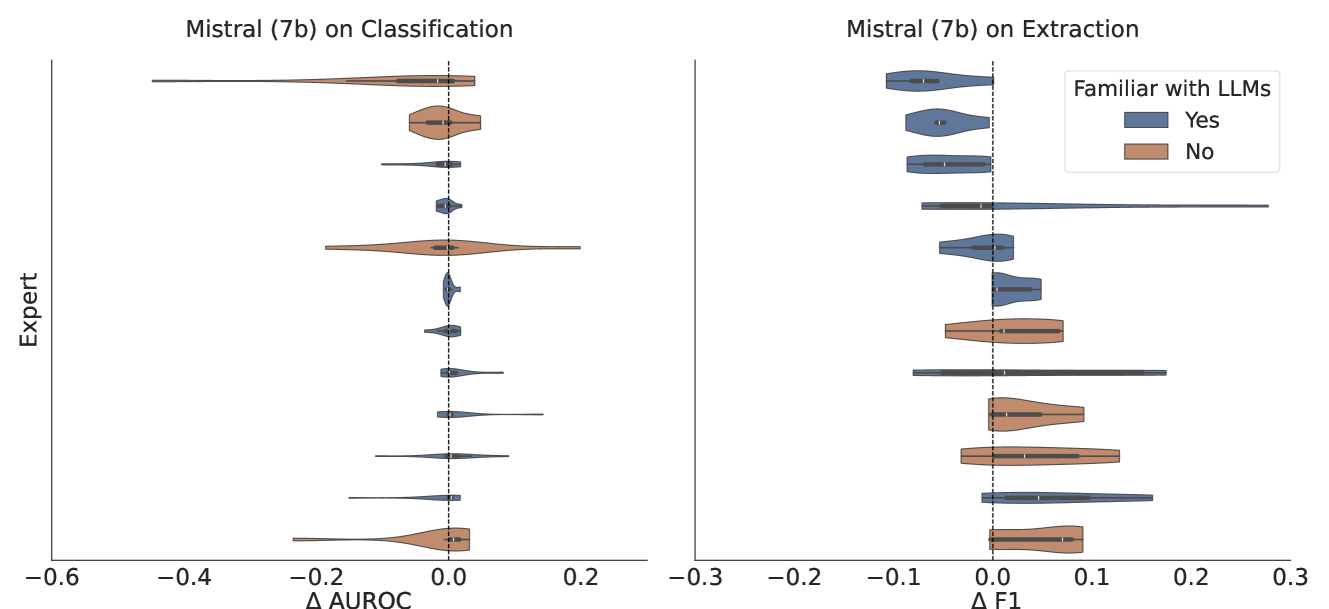 Mistral (7b) on Classification
Mistral (7b) on Extraction
Familiar with LLMs
Yes
No
Expert
−0.6 −0.4 −0.2 0.0 0.2
−0.3 −0.2 −0.1 0.0 0.1 0.2 0.3
Δ AUROC
Δ F1